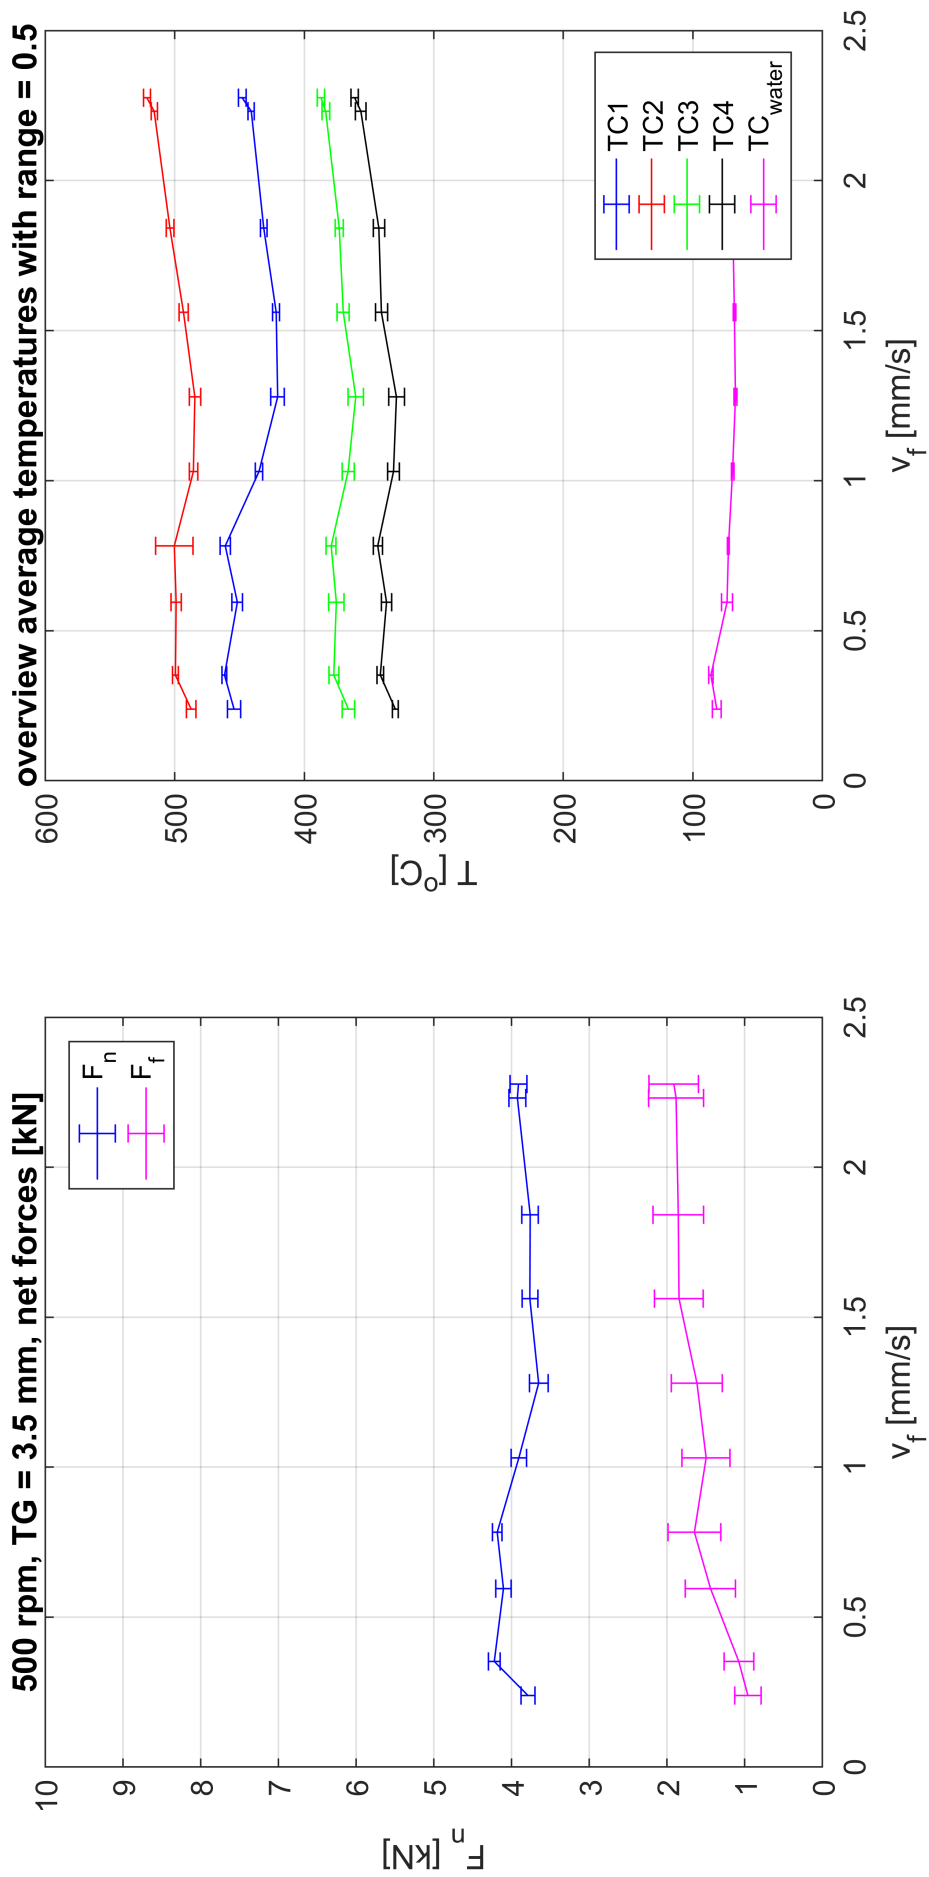 500 rpm, TG = 3.5 mm, net forces [kN]
F_n [kN]
10
9
8
7
6
5
4
3
2
1
0
0
0.5
1
1.5
2
2.5
v_f [mm/s]
F_n
F_f
overview average temperatures with range = 0.5
T [°C]
600
500
400
300
200
100
0
0
0.5
1
1.5
2
2.5
v_f [mm/s]
TC1
TC2
TC3
TC4
TC_water